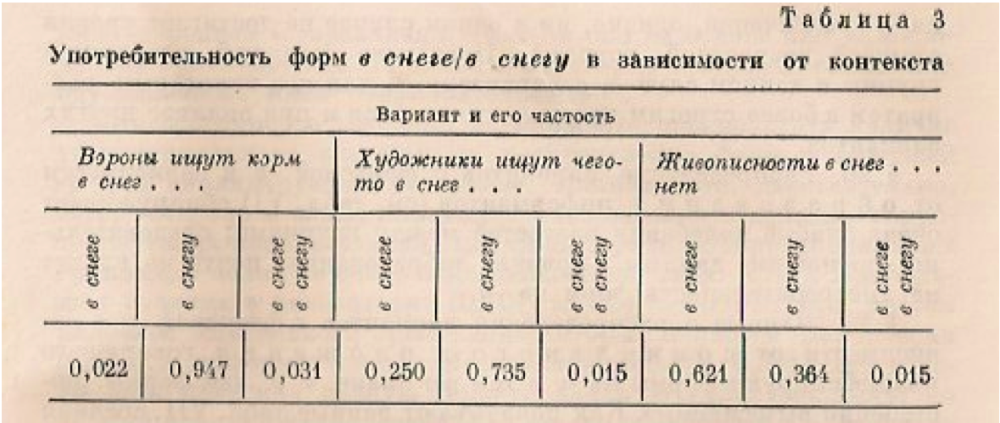 Таблица 3
Употребительность форм в снеге/в снегу в зависимости от контекста
Вариант и его частость
Вороны ищут корм
в снег . . .
Художники ищут чего-
то в снег . . .
Живописности в снег . . .
нет
в снеге
в снегу
в снеге
в снегу
в снеге
в снегу
в снеге
в снегу
в снеге
в снегу
в снеге
в снегу
0,022 0,947 0,031 0,250 0,735 0,015 0,621 0,364 0,015